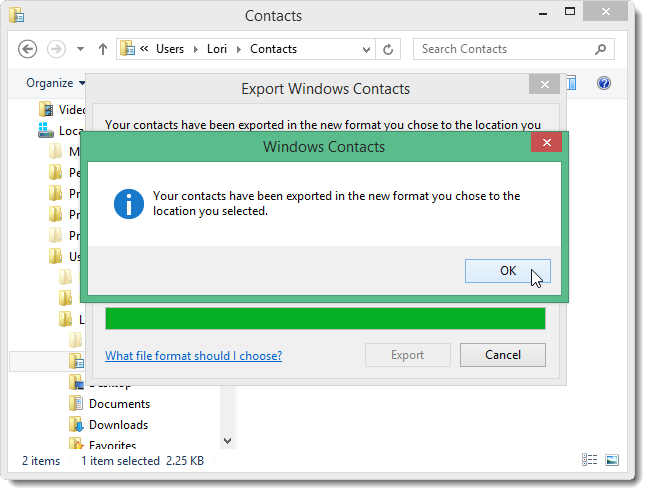 Contacts
Users Lori Contacts
Search Contacts
Organize
Export Windows Contacts
Your contacts have been exported in the new format you chose to the location you
Windows Contacts
Your contacts have been exported in the new format you chose to the
location you selected.
OK
Video
Loca
M
Pe
Pr
Pr
Pr
Us
L
What file format should I choose?
Export
Cancel
Desktop
Documents
Downloads
Favorites
2 items 1 item selected 2.25 KB